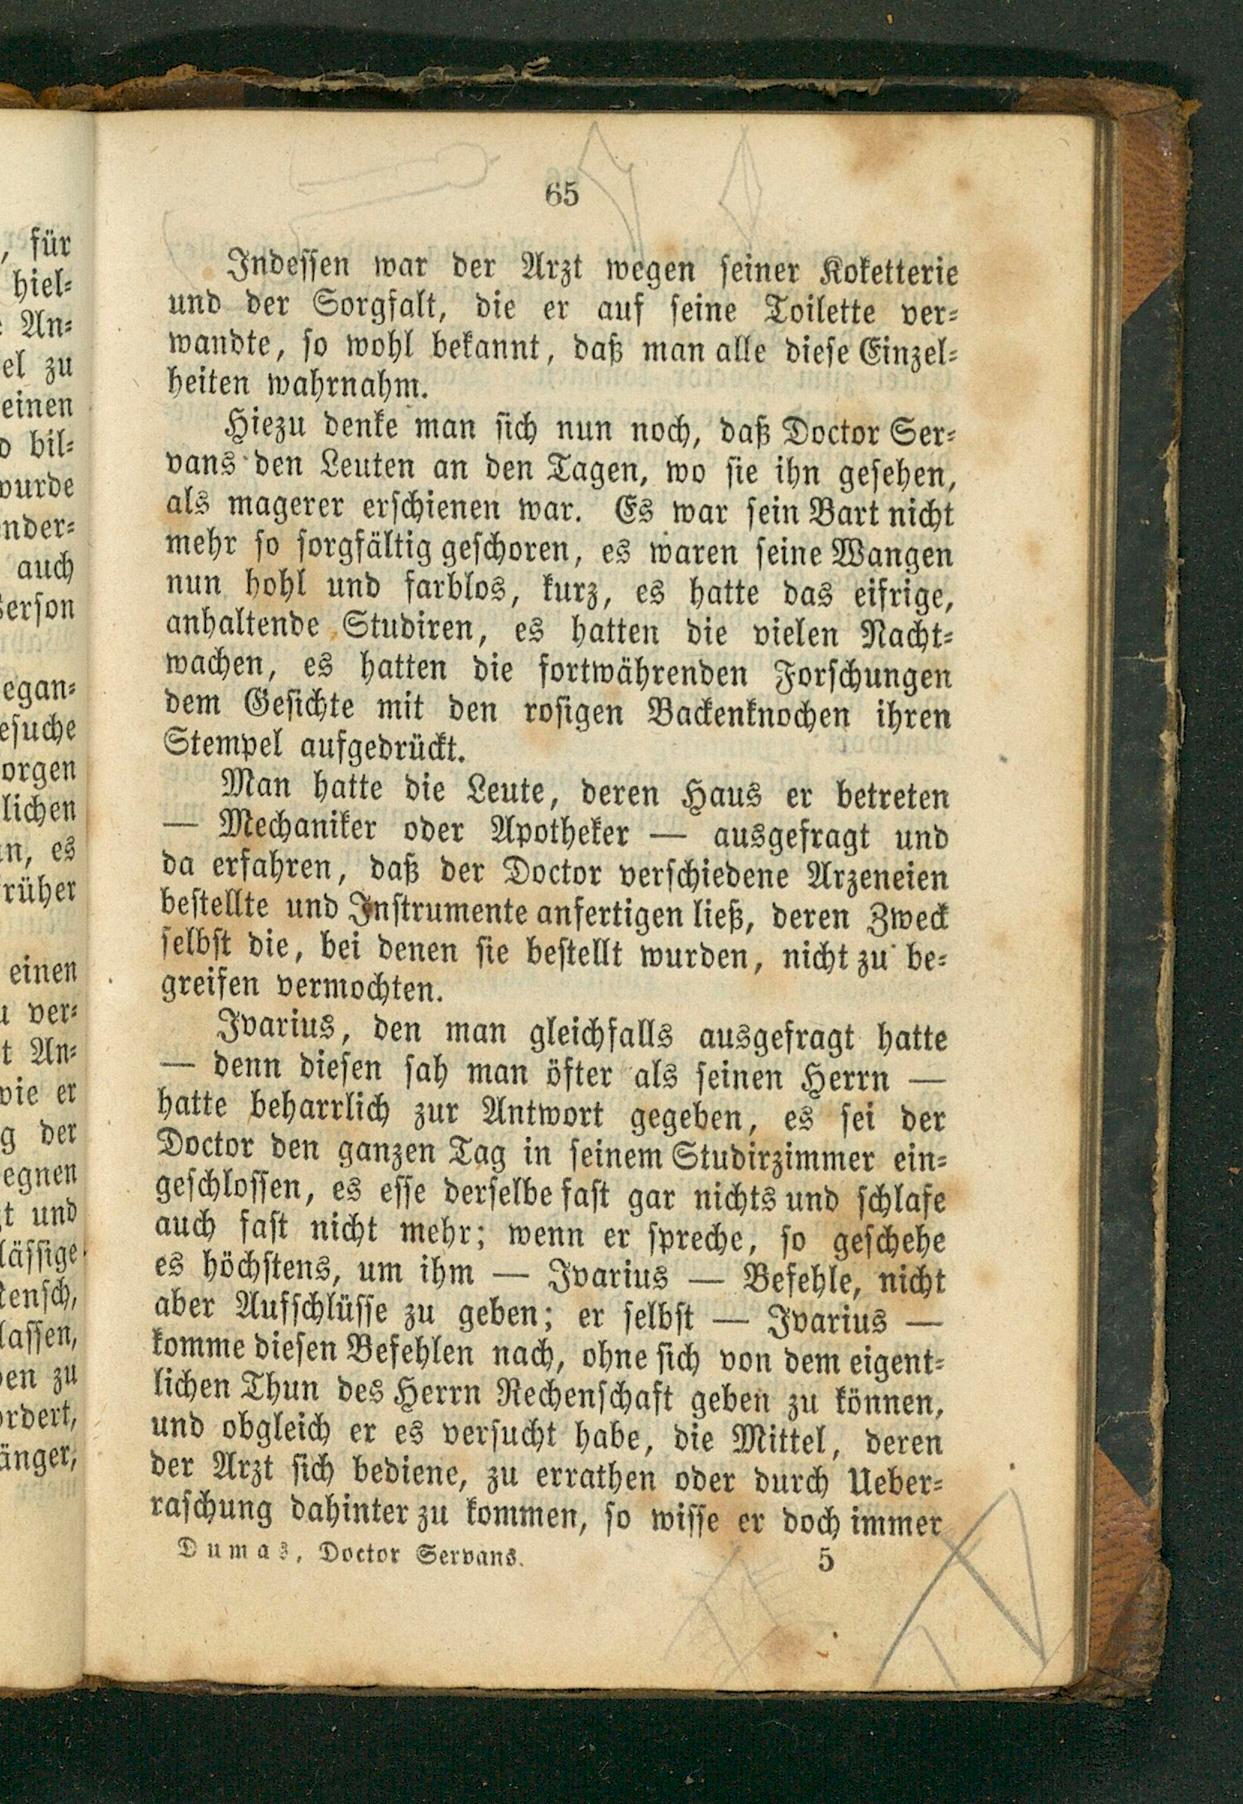 65
Indessen war der Arzt wegen seiner Koketterie
und der Sorgfalt, die er auf seine Toilette ver-
wandte, so wohl bekannt, daß man alle diese Einzel-
heiten wahrnahm.
Hiezu denke man sich nun noch, daß Doctor Ser-
vans den Leuten an den Tagen, wo sie ihn gesehen,
als magerer erschienen war. Es war sein Bart nicht
mehr so sorgfältig geschoren, es waren seine Wangen
nun hohl und farblos, kurz, es hatte das eifrige,
anhaltende Studiren, es hatten die vielen Nacht-
wachen, es hatten die fortwährenden Forschungen
dem Gesichte mit den rosigen Backenknochen ihren
Stempel aufgedrückt.
Man hatte die Leute, deren Haus er betreten
— Mechaniker oder Apotheker — ausgefragt und
da erfahren, daß der Doctor verschiedene Arzeneien
bestellte und Instrumente anfertigen ließ, deren Zweck
selbst die, bei denen sie bestellt wurden, nicht zu be-
greifen vermochten.
Ivarius, den man gleichfalls ausgefragt hatte
— denn diesen sah man öfter als seinen Herrn —
hatte beharrlich zur Antwort gegeben, es sei der
Doctor den ganzen Tag in seinem Studirzimmer ein-
geschlossen, es esse derselbe fast gar nichts und schlafe
auch fast nicht mehr; wenn er spreche, so geschehe
es höchstens, um ihm — Ivarius — Befehle, nicht
aber Aufschlüsse zu geben; er selbst — Ivarius —
komme diesen Befehlen nach, ohne sich von dem eigent-
lichen Thun des Herrn Rechenschaft geben zu können,
und obgleich er es versucht habe, die Mittel, deren
der Arzt sich bediene, zu errathen oder durch Ueber-
raschung dahinter zu kommen, so wisse er doch immer
Dumas, Doctor Servans. 5